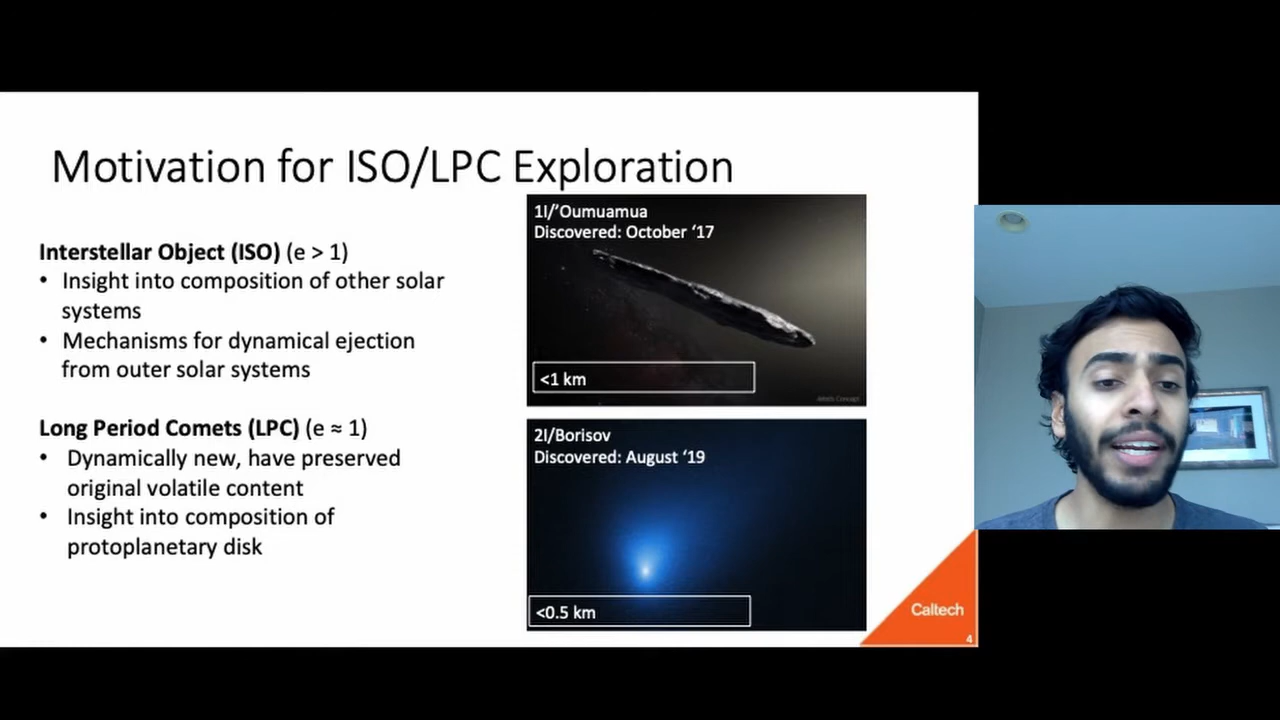 Motivation for ISO/LPC Exploration
Interstellar Object (ISO) (e > 1)
• Insight into composition of other solar
systems
• Mechanisms for dynamical ejection
from outer solar systems
Long Period Comets (LPC) (e ≈ 1)
• Dynamically new, have preserved
original volatile content
• Insight into composition of
protoplanetary disk
1I/'Oumuamua
Discovered: October '17
<1 km
Artist's Concept
2I/Borisov
Discovered: August '19
<0.5 km
Caltech
4